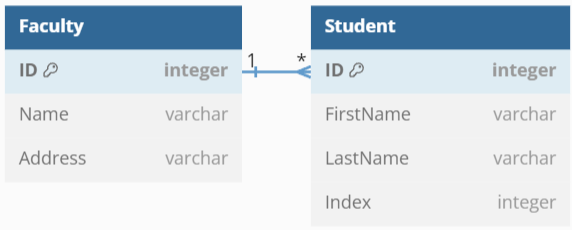 Faculty
ID integer
Name varchar
Address varchar
1 *
Student
ID integer
FirstName varchar
LastName varchar
Index integer